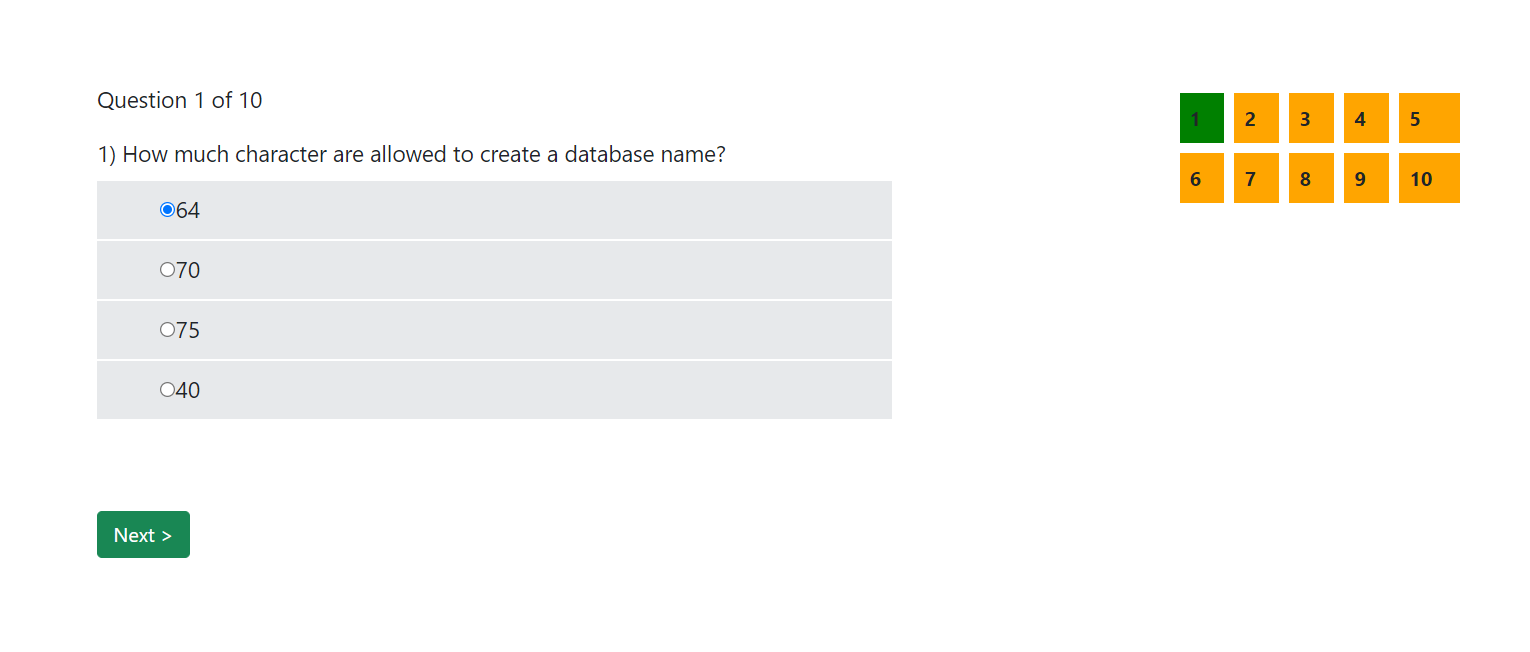 Question 1 of 10
1) How much character are allowed to create a database name?
64
70
75
40
Next >
1 2 3 4 5
6 7 8 9 10